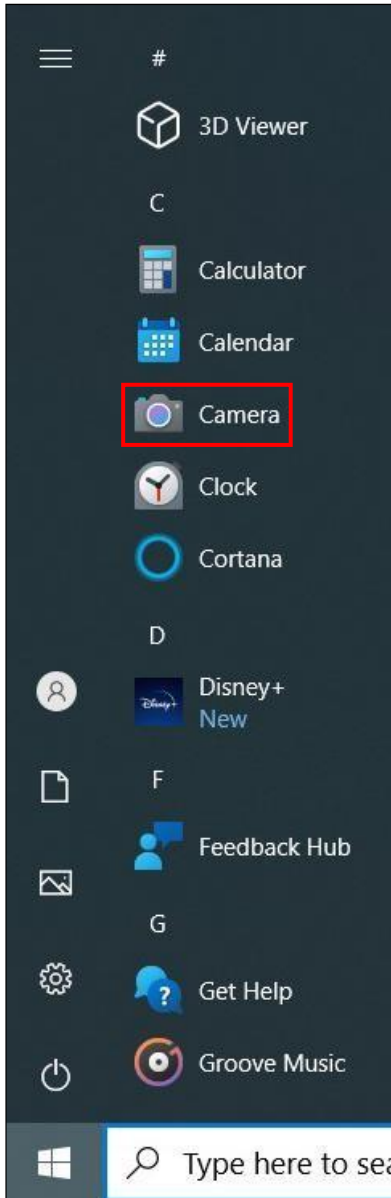 #
3D Viewer
C
Calculator
Calendar
Camera
Clock
Cortana
D
Disney+
Disney+
New
F
Feedback Hub
G
? Get Help
Groove Music
Type here to sea